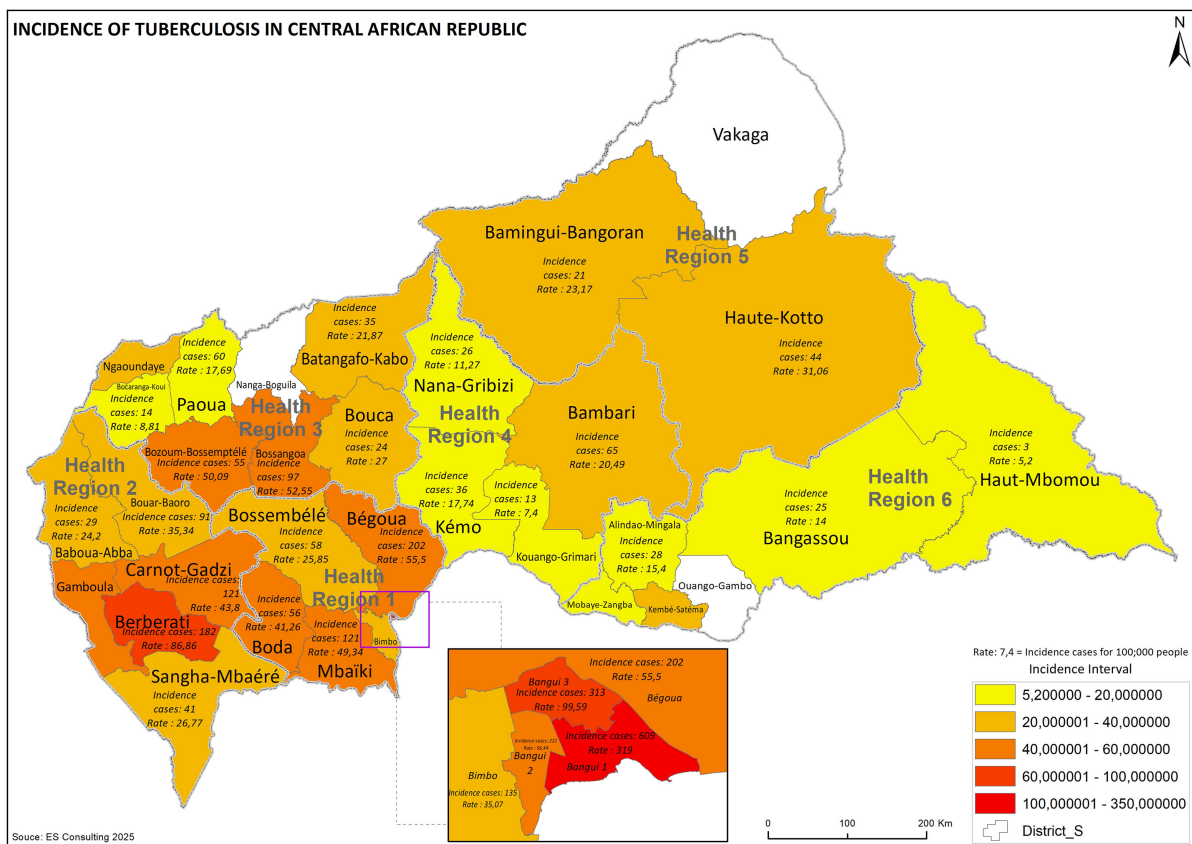 INCIDENCE OF TUBERCULOSIS IN CENTRAL AFRICAN REPUBLIC
N
Vakaga
Bamingui-Bangoran
Health
Region 5
Incidence
cases: 21
Rate : 23,17
Haute-Kotto
Incidence
cases: 44
Rate : 31,06
Incidence
cases: 35
Rate : 21,87
Batangafo-Kabo
Incidence
cases: 60
Rate : 17,69
Paoua
Ngaoundaye
Bocaranga-Koui
Incidence
cases: 14
Rate : 8,81
Nanga-Boguila
Health
Region 3
Incidence
cases: 26
Rate : 11,27
Nana-Gribizi
Health
Region 4
Bouca
Incidence
cases: 24
Rate : 27
Bambari
Incidence
cases: 65
Rate : 20,49
Bozoum-Bossemptélé
Incidence cases: 55
Rate : 50,09
Bossangoa
Incidence
cases: 97
Rate : 52,55
Health
Region 2
Incidence
cases: 29
Rate : 24,2
Baboua-Abba
Bouar-Baoro
Incidence cases: 91
Rate : 35,34
Incidence
cases: 36
Rate : 17,74
Kémo
Incidence
cases: 13
Rate : 7,4
Kouango-Grimari
Incidence
cases: 3
Rate : 5,2
Haut-Mbomou
Health
Region 6
Incidence
cases: 25
Rate : 14
Bangassou
Bossembélé
Incidence
cases: 58
Rate : 25,85
Bégoua
Incidence
cases: 202
Rate : 55,5
Alindao-Mingala
Incidence
cases: 28
Rate : 15,4
Ouango-Gambo
Mobaye-Zangba
Kembé-Satéma
Carnot-Gadzi
Incidence cases:
121
Rate : 43,8
Gamboula
Berberati
Incidence cases: 182
Rate : 86,86
Health
Region 1
Incidence
cases: 56
Rate : 41,26
Boda
Incidence
cases: 121
Rate : 49,34
Mbaïki
Bimbo
Sangha-Mbaéré
Incidence
cases: 41
Rate : 26,77
Incidence cases: 202
Rate : 55,5
Bégoua
Bangui 3
Incidence cases: 313
Rate : 99,59
Incidence cases: 609
Rate : 319
Bangui 1
Rate : 56,44
Bangui
2
Bimbo
Incidence cases: 135
Rate : 35,07
Rate: 7,4 = Incidence cases for 100;000 people
Incidence Interval
5,200000 - 20,000000
20,000001 - 40,000000
40,000001 - 60,000000
60,000001 - 100,000000
100,000001 - 350,000000
District_S
0 100 200 Km
Souce: ES Consulting 2025